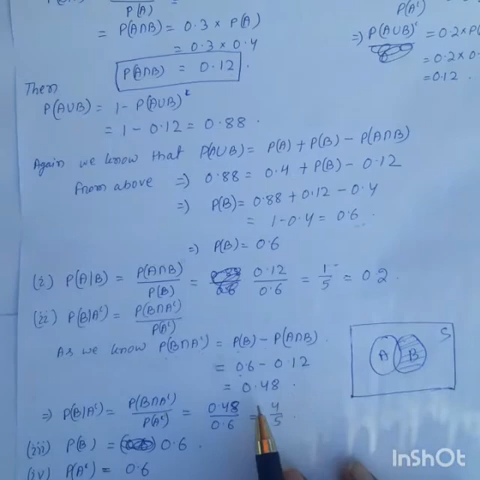 P(A)
= P(A∩B) = 0.3 × P(A)
= 0.3 × 0.4
P(A∩B) = 0.12.
P(A')
⇒ P(A∪B)' = 0.2 × P(
= 0.2 × 0.
= 0.12.
Then
P(A∪B) = 1 - P(A∪B)'
= 1 - 0.12 = 0.88.
Again we know that P(A∪B) = P(A) + P(B) - P(A∩B)
from above ⇒ 0.88 = 0.4 + P(B) - 0.12
⇒ P(B) = 0.88 + 0.12 - 0.4
= 1 - 0.4 = 0.6.
⇒ P(B) = 0.6
(i) P(A|B) = P(A∩B)/P(B) = 0.12/0.6 = 1/5 = 0.2.
(ii) P(B|A') = P(B∩A')/P(A')
As we know P(B∩A') = P(B) - P(A∩B)
= 0.6 - 0.12
= 0.48.
S
A B
⇒ P(B|A') = P(B∩A')/P(A') = 0.48/0.6 = 4/5.
(iii) P(B) = 0.6.
(iv) P(A') = 0.6
InShOt